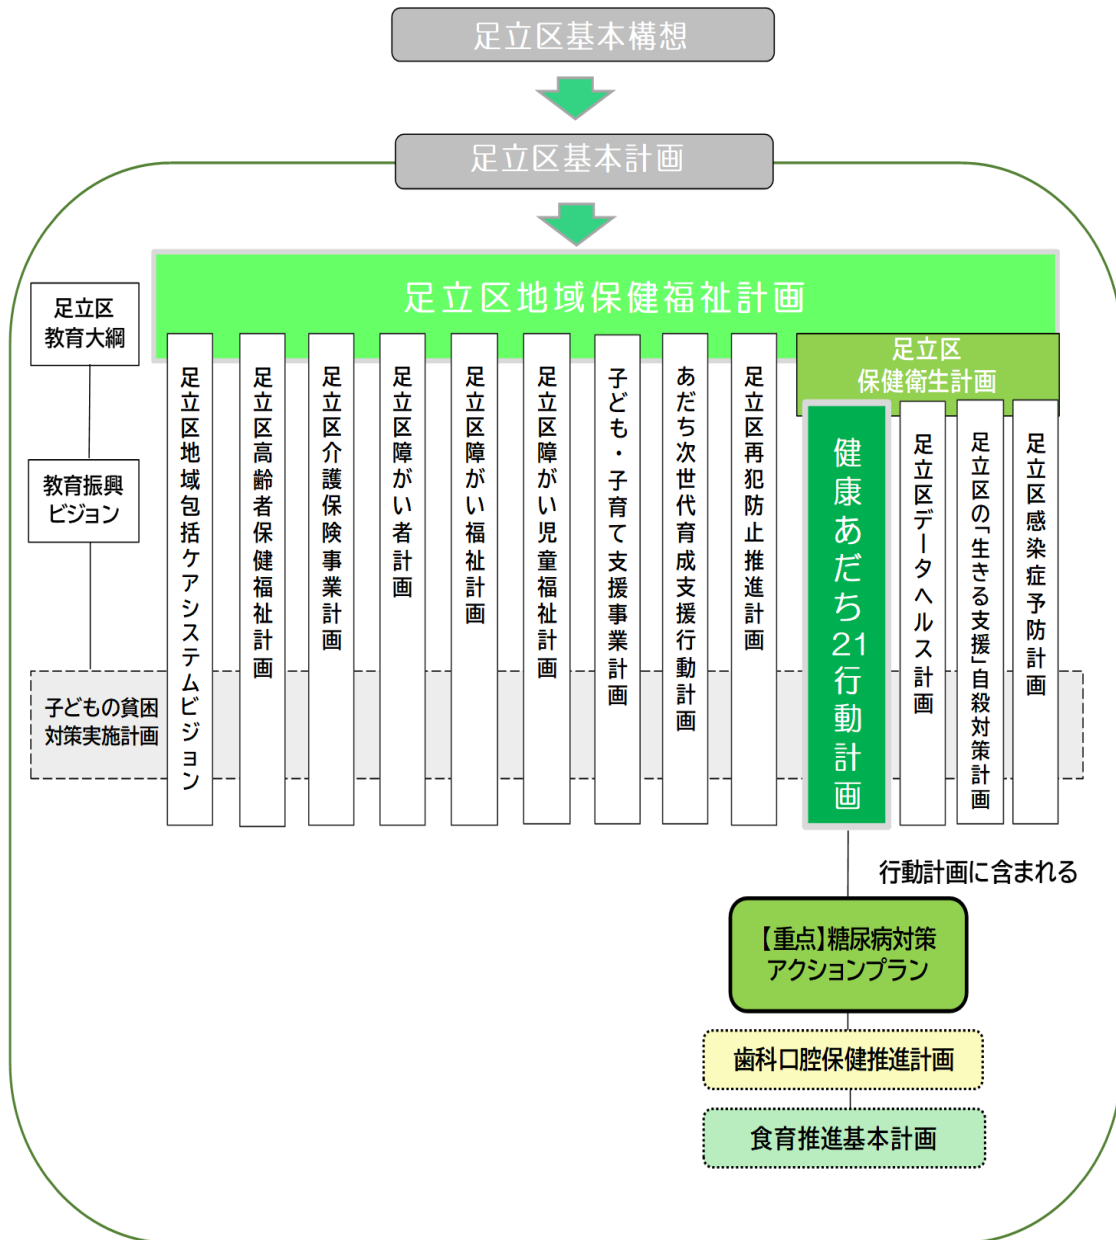 足立区基本構想
足立区基本計画
足立区地域保健福祉計画
足立区
教育大綱
教育振興
ビジョン
子どもの貧困
対策実施計画
足立区地域包括ケアシステムビジョン
足立区高齢者保健福祉計画
足立区介護保険事業計画
足立区障がい者計画
足立区障がい福祉計画
足立区障がい児童福祉計画
子ども・子育て支援事業計画
あだち次世代育成支援行動計画
足立区再犯防止推進計画
足立区
保健衛生計画
健康あだち21行動計画
足立区データヘルス計画
足立区の「生きる支援」自殺対策計画
足立区感染症予防計画
行動計画に含まれる
【重点】糖尿病対策
アクションプラン
歯科口腔保健推進計画
食育推進基本計画